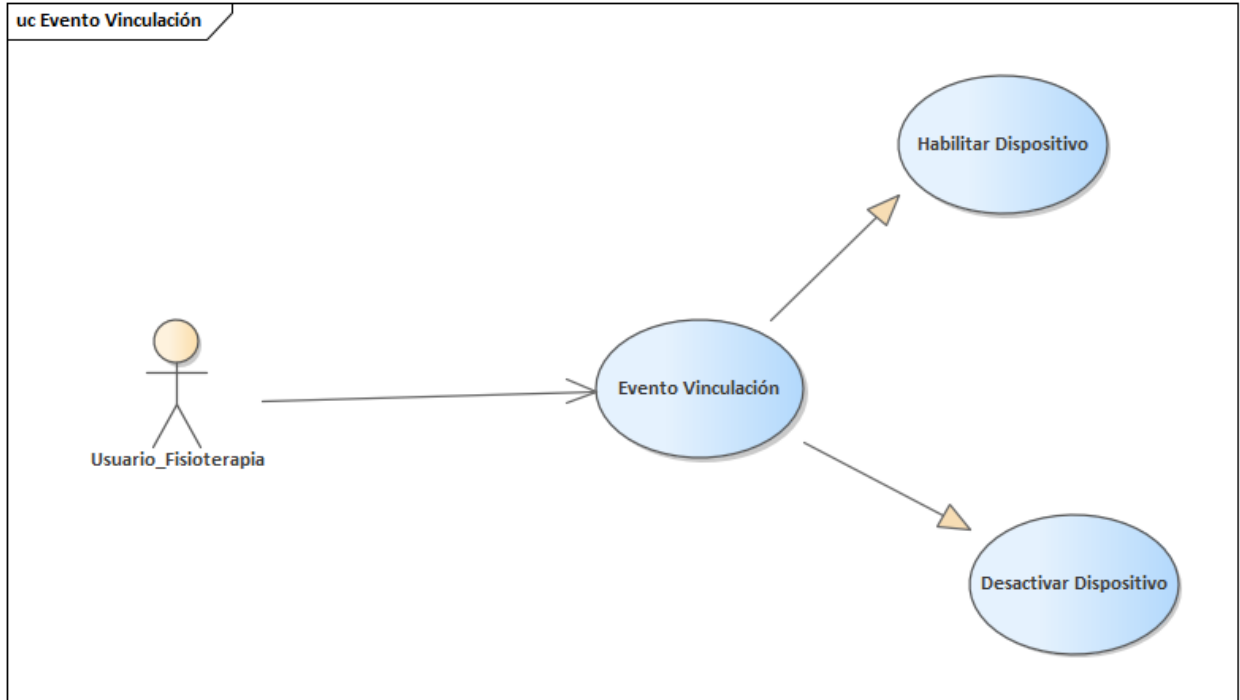 uc Evento Vinculación
Habilitar Dispositivo
Evento Vinculación
Usuario_Fisioterapia
Desactivar Dispositivo